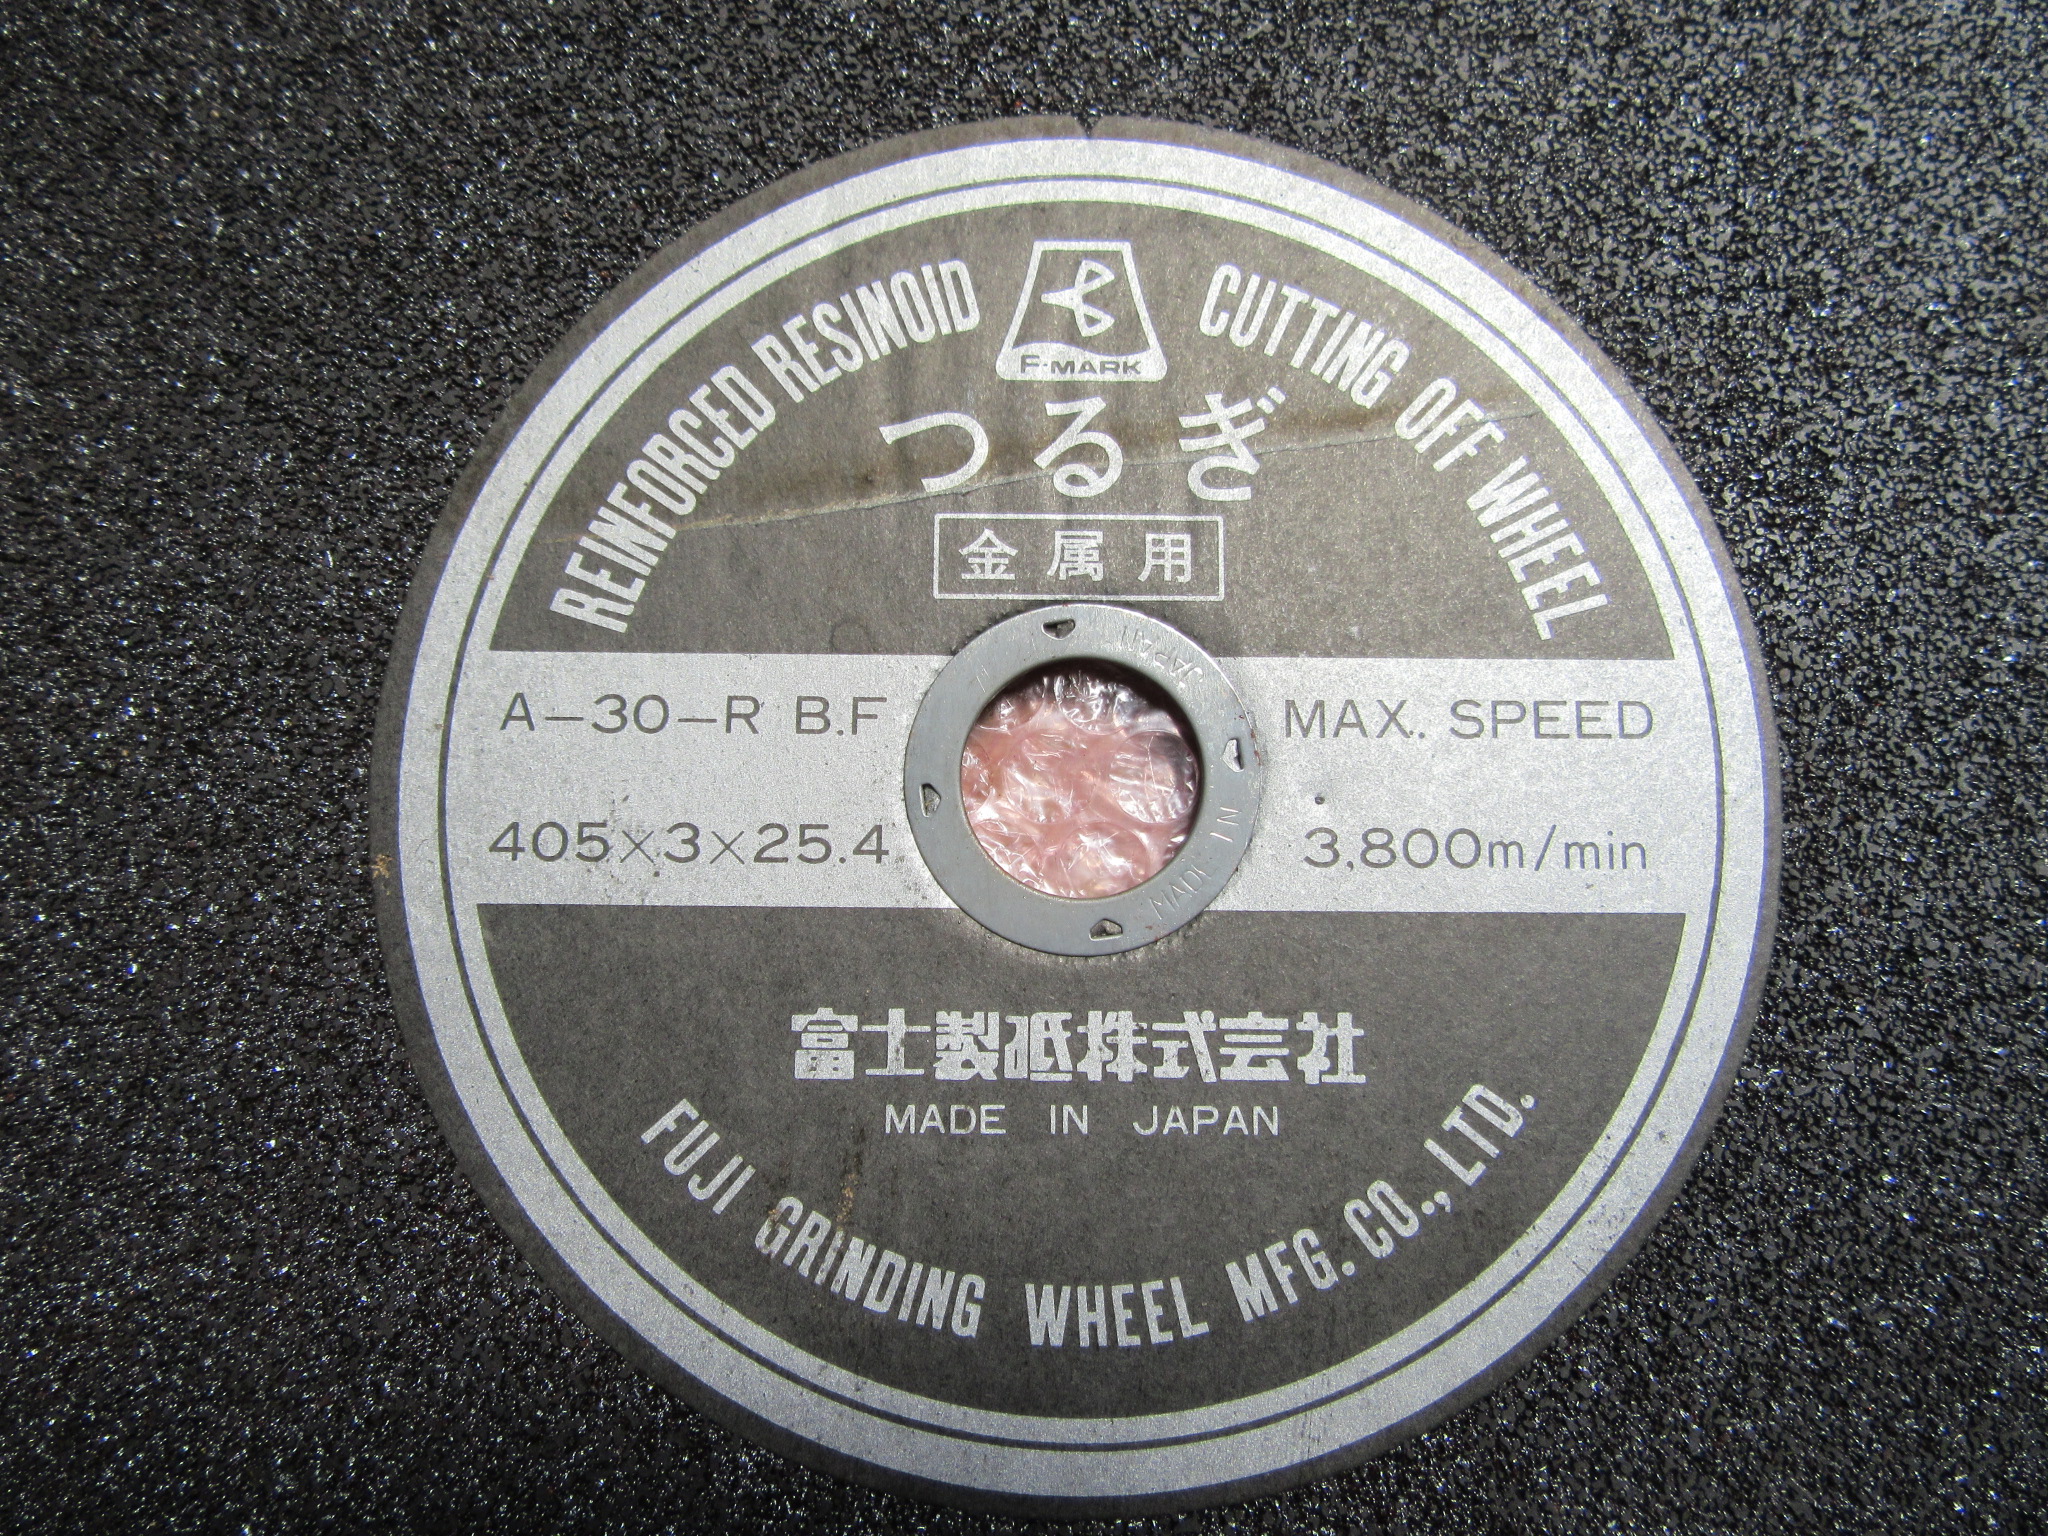 REINFORCED RESINOID CUTTING OFF WHEEL
F-MARK
つるぎ
金属用
A-30-R B.F
405×3×25.4
MAX. SPEED
3,800m/min
MADE IN JAPAN
富士製砥株式会社
MADE IN JAPAN
FUJI GRINDING WHEEL MFG. CO., LTD.